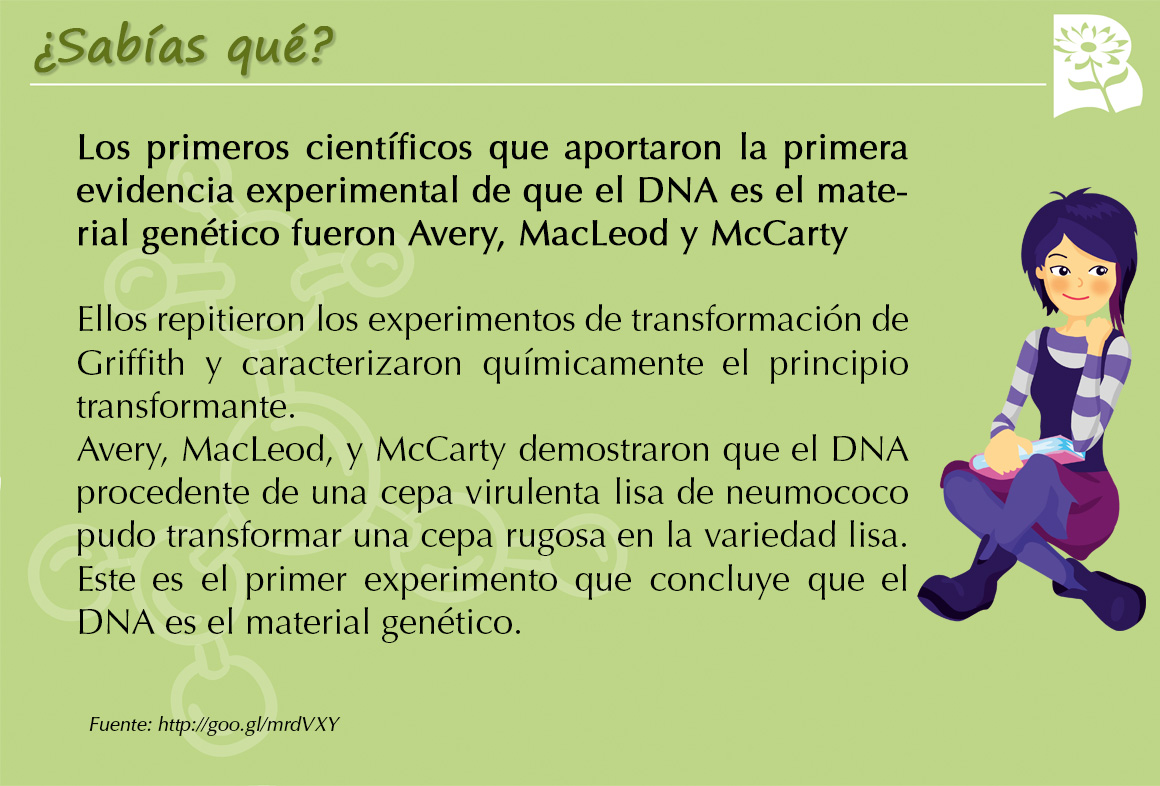 ¿Sabías qué?
Los primeros científicos que aportaron la primera
evidencia experimental de que el DNA es el mate-
rial genético fueron Avery, MacLeod y McCarty
Ellos repitieron los experimentos de transformación de
Griffith y caracterizaron químicamente el principio
transformante.
Avery, MacLeod, y McCarty demostraron que el DNA
procedente de una cepa virulenta lisa de neumococo
pudo transformar una cepa rugosa en la variedad lisa.
Este es el primer experimento que concluye que el
DNA es el material genético.
Fuente: http://goo.gl/mrdVXY